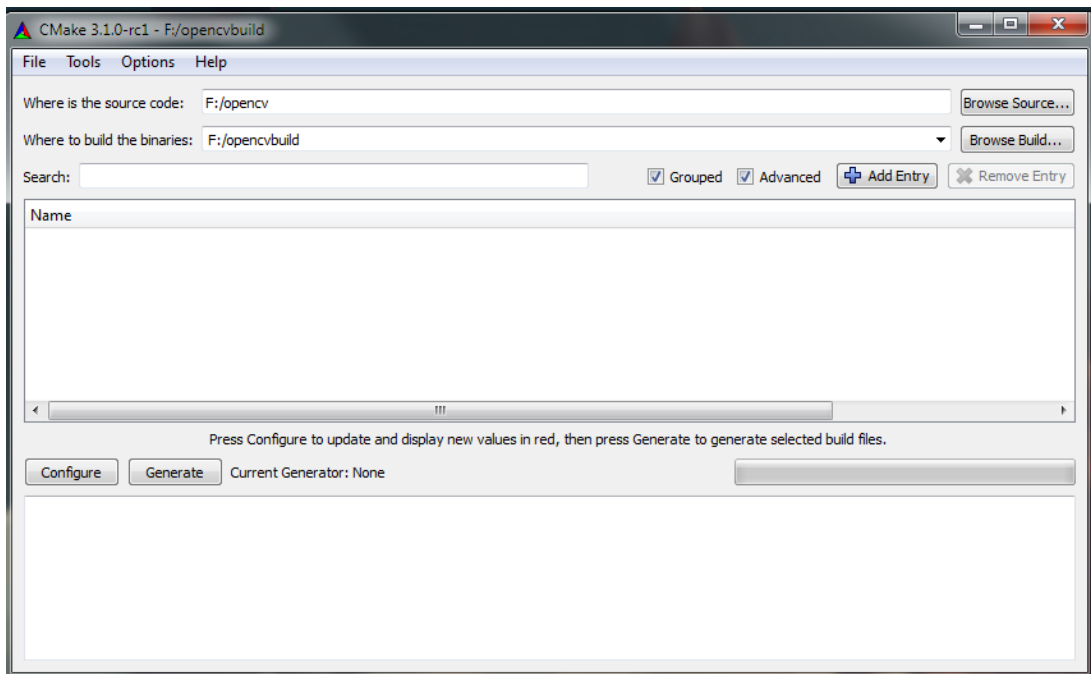 CMake 3.1.0-rc1 - F:/opencvbuild
File Tools Options Help
Where is the source code: F:/opencv Browse Source...
Where to build the binaries: F:/opencvbuild Browse Build...
Search: Grouped Advanced Add Entry Remove Entry
Name
Press Configure to update and display new values in red, then press Generate to generate selected build files.
Configure Generate Current Generator: None